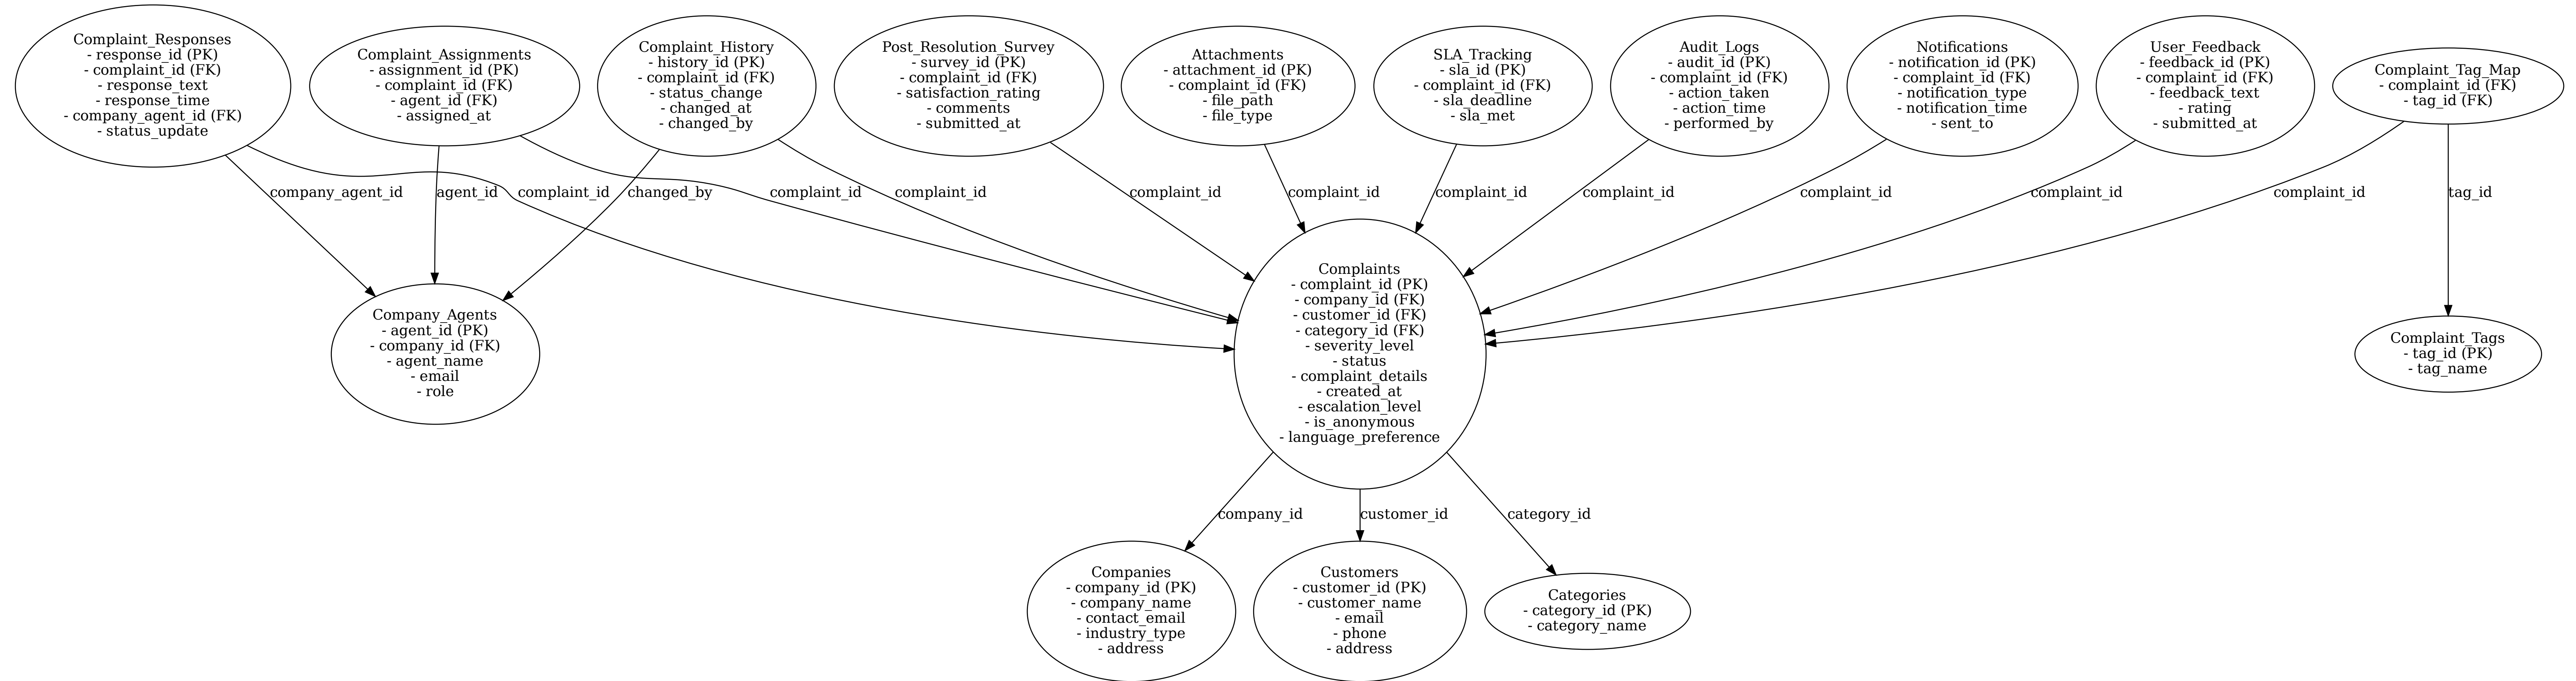 Complaint_Responses
- response_id (PK)
- complaint_id (FK)
- response_text
- response_time
- company_agent_id (FK)
- status_update
Complaint_Assignments
- assignment_id (PK)
- complaint_id (FK)
- agent_id (FK)
- assigned_at
Complaint_History
- history_id (PK)
- complaint_id (FK)
- status_change
- changed_at
- changed_by
Post_Resolution_Survey
- survey_id (PK)
- complaint_id (FK)
- satisfaction_rating
- comments
- submitted_at
Attachments
- attachment_id (PK)
- complaint_id (FK)
- file_path
- file_type
SLA_Tracking
- sla_id (PK)
- complaint_id (FK)
- sla_deadline
- sla_met
Audit_Logs
- audit_id (PK)
- complaint_id (FK)
- action_taken
- action_time
- performed_by
Notifications
- notification_id (PK)
- complaint_id (FK)
- notification_type
- notification_time
- sent_to
User_Feedback
- feedback_id (PK)
- complaint_id (FK)
- feedback_text
- rating
- submitted_at
Complaint_Tag_Map
- complaint_id (FK)
- tag_id (FK)
company_agent_id
agent_id
complaint_id
changed_by
complaint_id
complaint_id
complaint_id
complaint_id
complaint_id
complaint_id
complaint_id
complaint_id
complaint_id
tag_id
Company_Agents
- agent_id (PK)
- company_id (FK)
- agent_name
- email
- role
Complaints
- complaint_id (PK)
- company_id (FK)
- customer_id (FK)
- category_id (FK)
- severity_level
- status
- complaint_details
- created_at
- escalation_level
- is_anonymous
- language_preference
Complaint_Tags
- tag_id (PK)
- tag_name
company_id
customer_id
category_id
Companies
- company_id (PK)
- company_name
- contact_email
- industry_type
- address
Customers
- customer_id (PK)
- customer_name
- email
- phone
- address
Categories
- category_id (PK)
- category_name